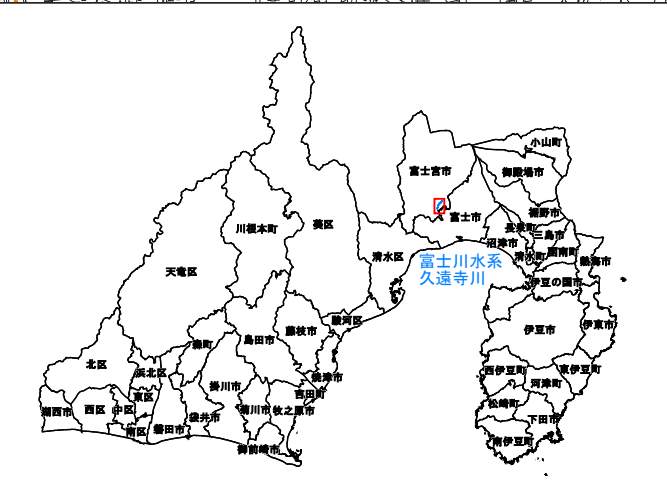 小山町
富士宮市
御殿場市
裾野市
富士市
川根本町
葵区
長泉町
三島市
沼津市
函南町
清水区
清水町
熱海市
富士川水系
久遠寺川
天竜区
伊豆の国市
駿河区
伊豆市
伊東市
藤枝市
島田市
森町
北区
浜北区
西伊豆町
東伊豆町
焼津市
掛川市
河津町
吉田町
東区
湖西市
西区
中区
菊川市
牧之原市
松崎町
袋井市
下田市
南区
磐田市
南伊豆町
御前崎市